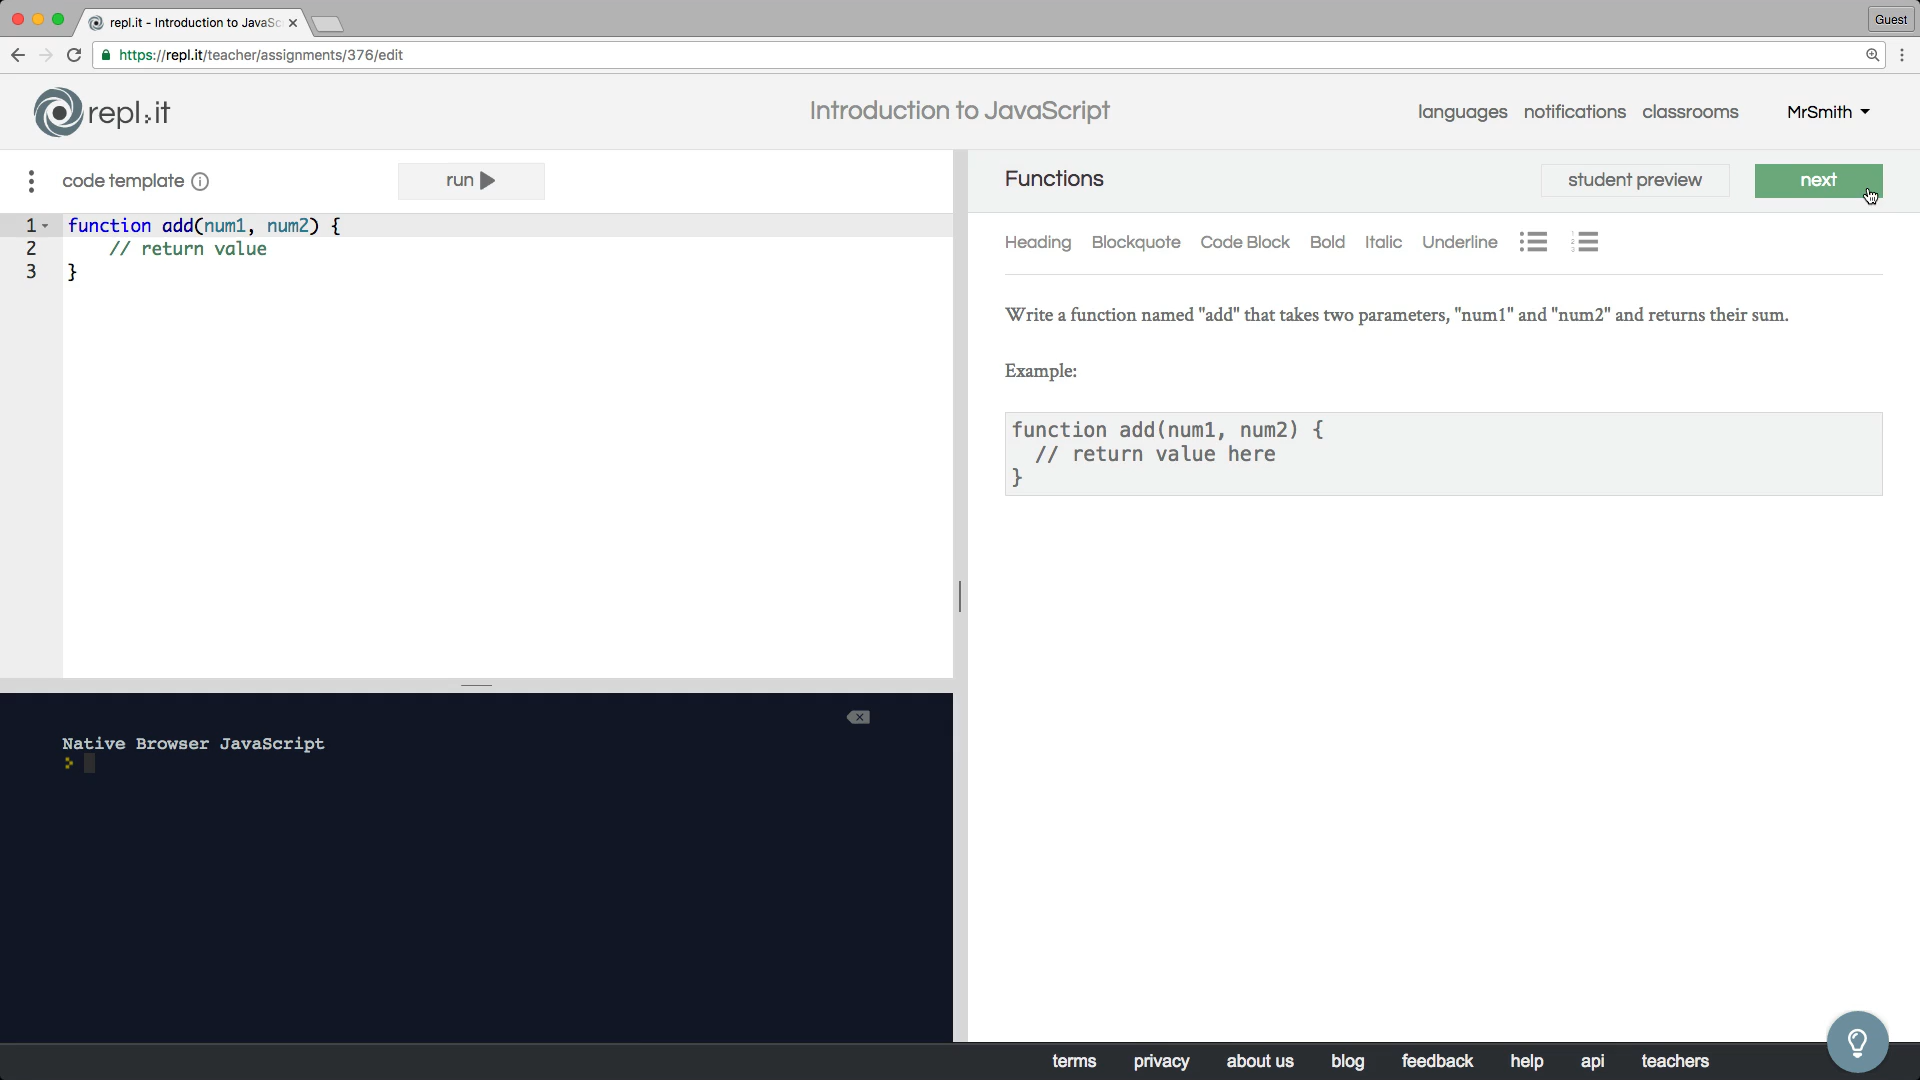 repl.it - Introduction to JavaSc
Guest
https://repl.it/teacher/assignments/376/edit
repl.it
Introduction to JavaScript
languages notifications classrooms MrSmith
code template
run
Functions
student preview
next
1 function add(num1, num2) {
2 // return value
3 }
Heading Blockquote Code Block Bold Italic Underline
Write a function named "add" that takes two parameters, "num1" and "num2" and returns their sum.
Example:
function add(num1, num2) {
// return value here
}
Native Browser JavaScript
terms privacy about us blog feedback help api teachers